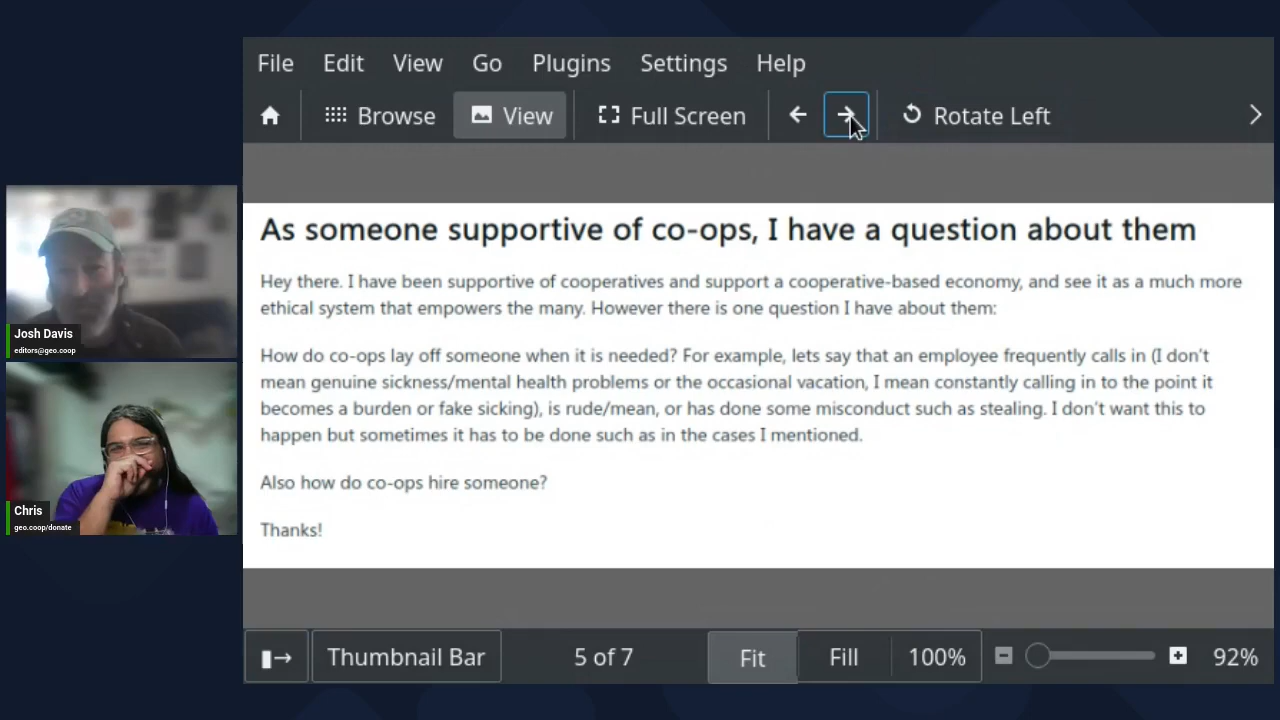 File Edit View Go Plugins Settings Help
Browse View Full Screen Rotate Left
As someone supportive of co-ops, I have a question about them
Hey there. I have been supportive of cooperatives and support a cooperative-based economy, and see it as a much more
ethical system that empowers the many. However there is one question I have about them:
How do co-ops lay off someone when it is needed? For example, lets say that an employee frequently calls in (I don't
mean genuine sickness/mental health problems or the occasional vacation, I mean constantly calling in to the point it
becomes a burden or fake sicking), is rude/mean, or has done some misconduct such as stealing. I don't want this to
happen but sometimes it has to be done such as in the cases I mentioned.
Also how do co-ops hire someone?
Thanks!
Thumbnail Bar 5 of 7 Fit Fill 100% 92%
Josh Davis
editors@geo.coop
Chris
geo.coop/donate